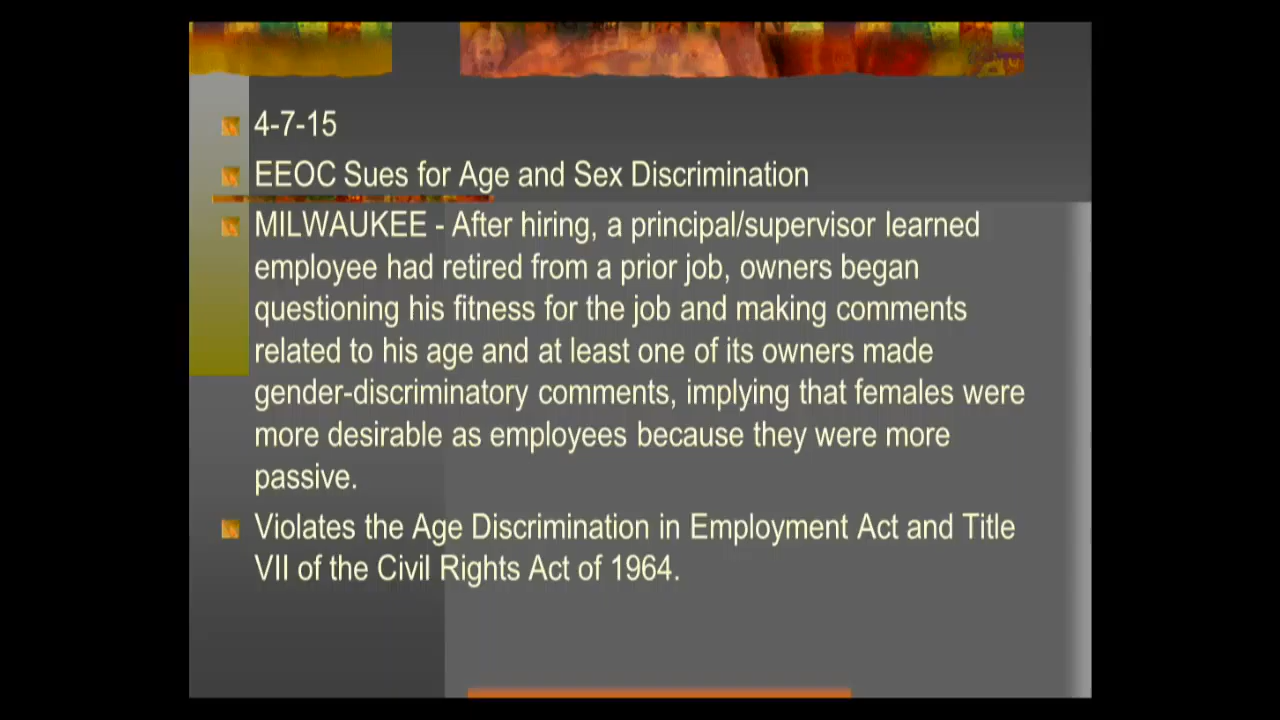 4-7-15
EEOC Sues for Age and Sex Discrimination
MILWAUKEE - After hiring, a principal/supervisor learned
employee had retired from a prior job, owners began
questioning his fitness for the job and making comments
related to his age and at least one of its owners made
gender-discriminatory comments, implying that females were
more desirable as employees because they were more
passive.
Violates the Age Discrimination in Employment Act and Title
VII of the Civil Rights Act of 1964.